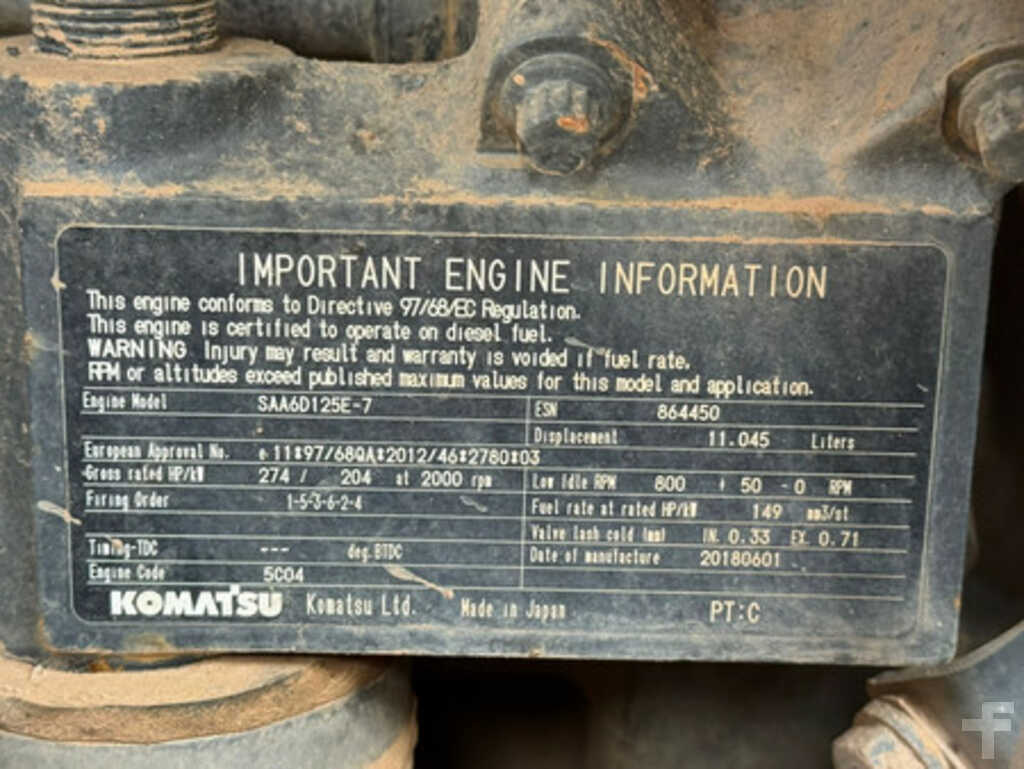 IMPORTANT ENGINE INFORMATION
This engine conforms to Directive 97/68/EC Regulation.
This engine is certified to operate on diesel fuel.
WARNING Injury may result and warranty is voided if fuel rate.
RPM or altitudes exceed published maximum values for this model and application.
Engine Model SAA6D125E-7 ESN 864450
Displacement 11.045 Liters
European Approval No. e 11*97/68QA*2012/46*2780*03
Gross rated HP/kW 274 / 204 at 2000 rpm Low Idle RPM 800 + 50 - 0 RPM
Firing Order 1-5-3-6-2-4 Fuel rate at rated HP/kW 149 mm3/st
Valve lash cold (mm) IN. 0.33 EX. 0.71
Timing-TDC --- deg.BTDC Date of manufacture 20180601
Engine Code 5C04
KOMATSU Komatsu Ltd. Made in Japan PT:C